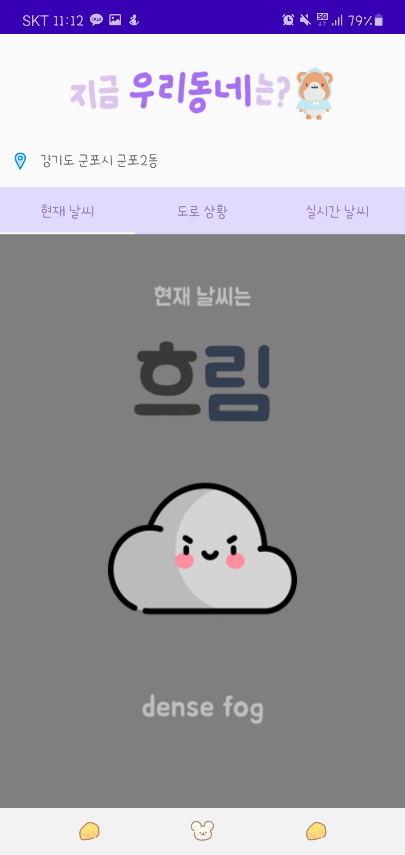 SKT 11:12
79%
지금 우리동네는?
경기도 군포시 군포2동
현재 날씨
도로 상황
실시간 날씨
현재 날씨는
흐림
dense fog